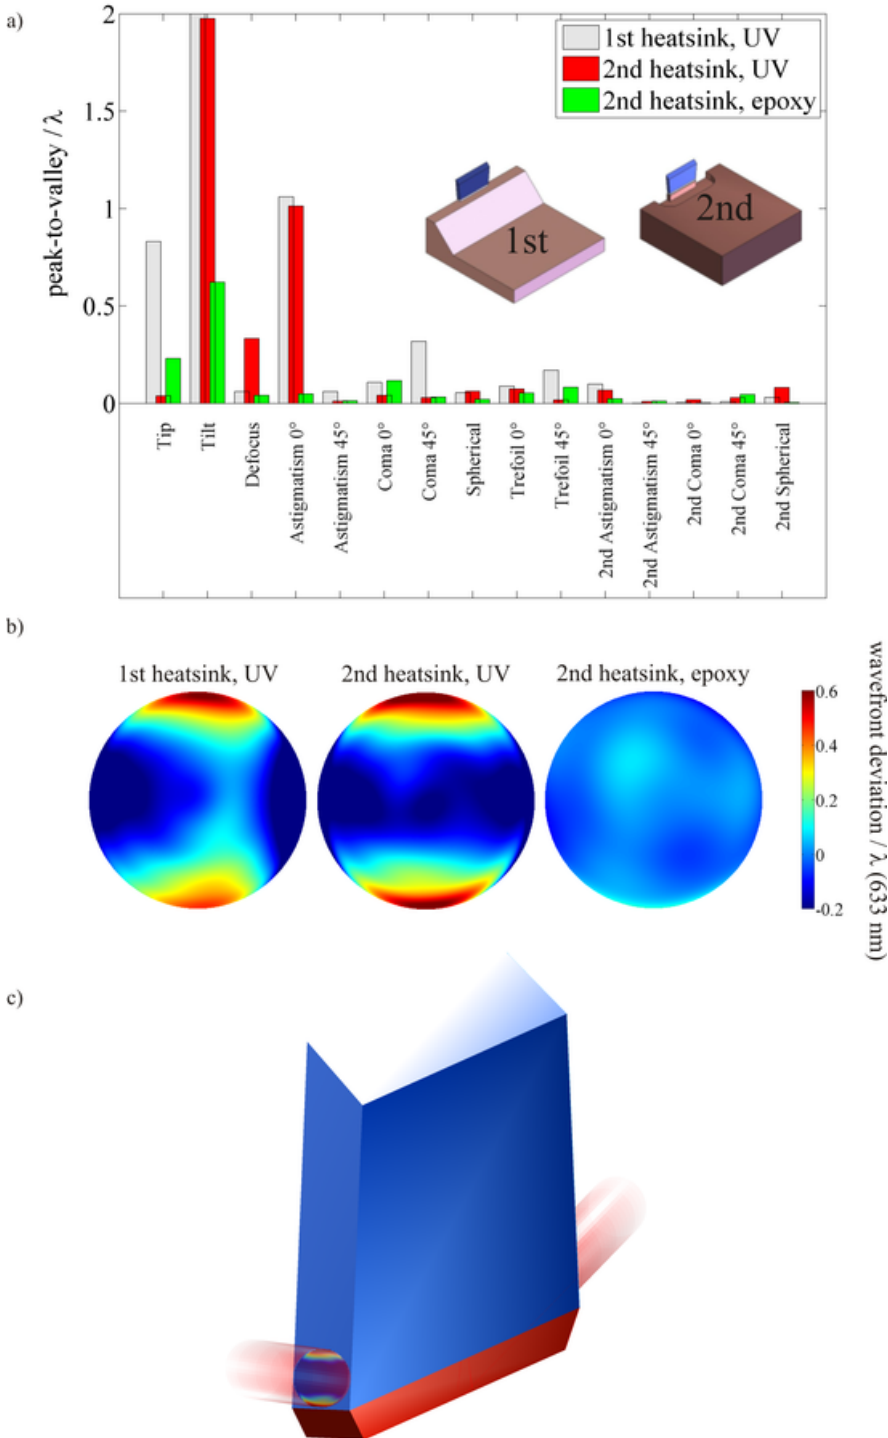 a)
2
1.5
1
0.5
0
peak-to-valley / λ
1st heatsink, UV
2nd heatsink, UV
2nd heatsink, epoxy
1st
2nd
Tip
Tilt
Defocus
Astigmatism 0°
Astigmatism 45°
Coma 0°
Coma 45°
Spherical
Trefoil 0°
Trefoil 45°
2nd Astigmatism 0°
2nd Astigmatism 45°
2nd Coma 0°
2nd Coma 45°
2nd Spherical
b)
1st heatsink, UV
2nd heatsink, UV
2nd heatsink, epoxy
0.6
0.4
0.2
0
-0.2
wavefront deviation / λ (633 nm)
c)